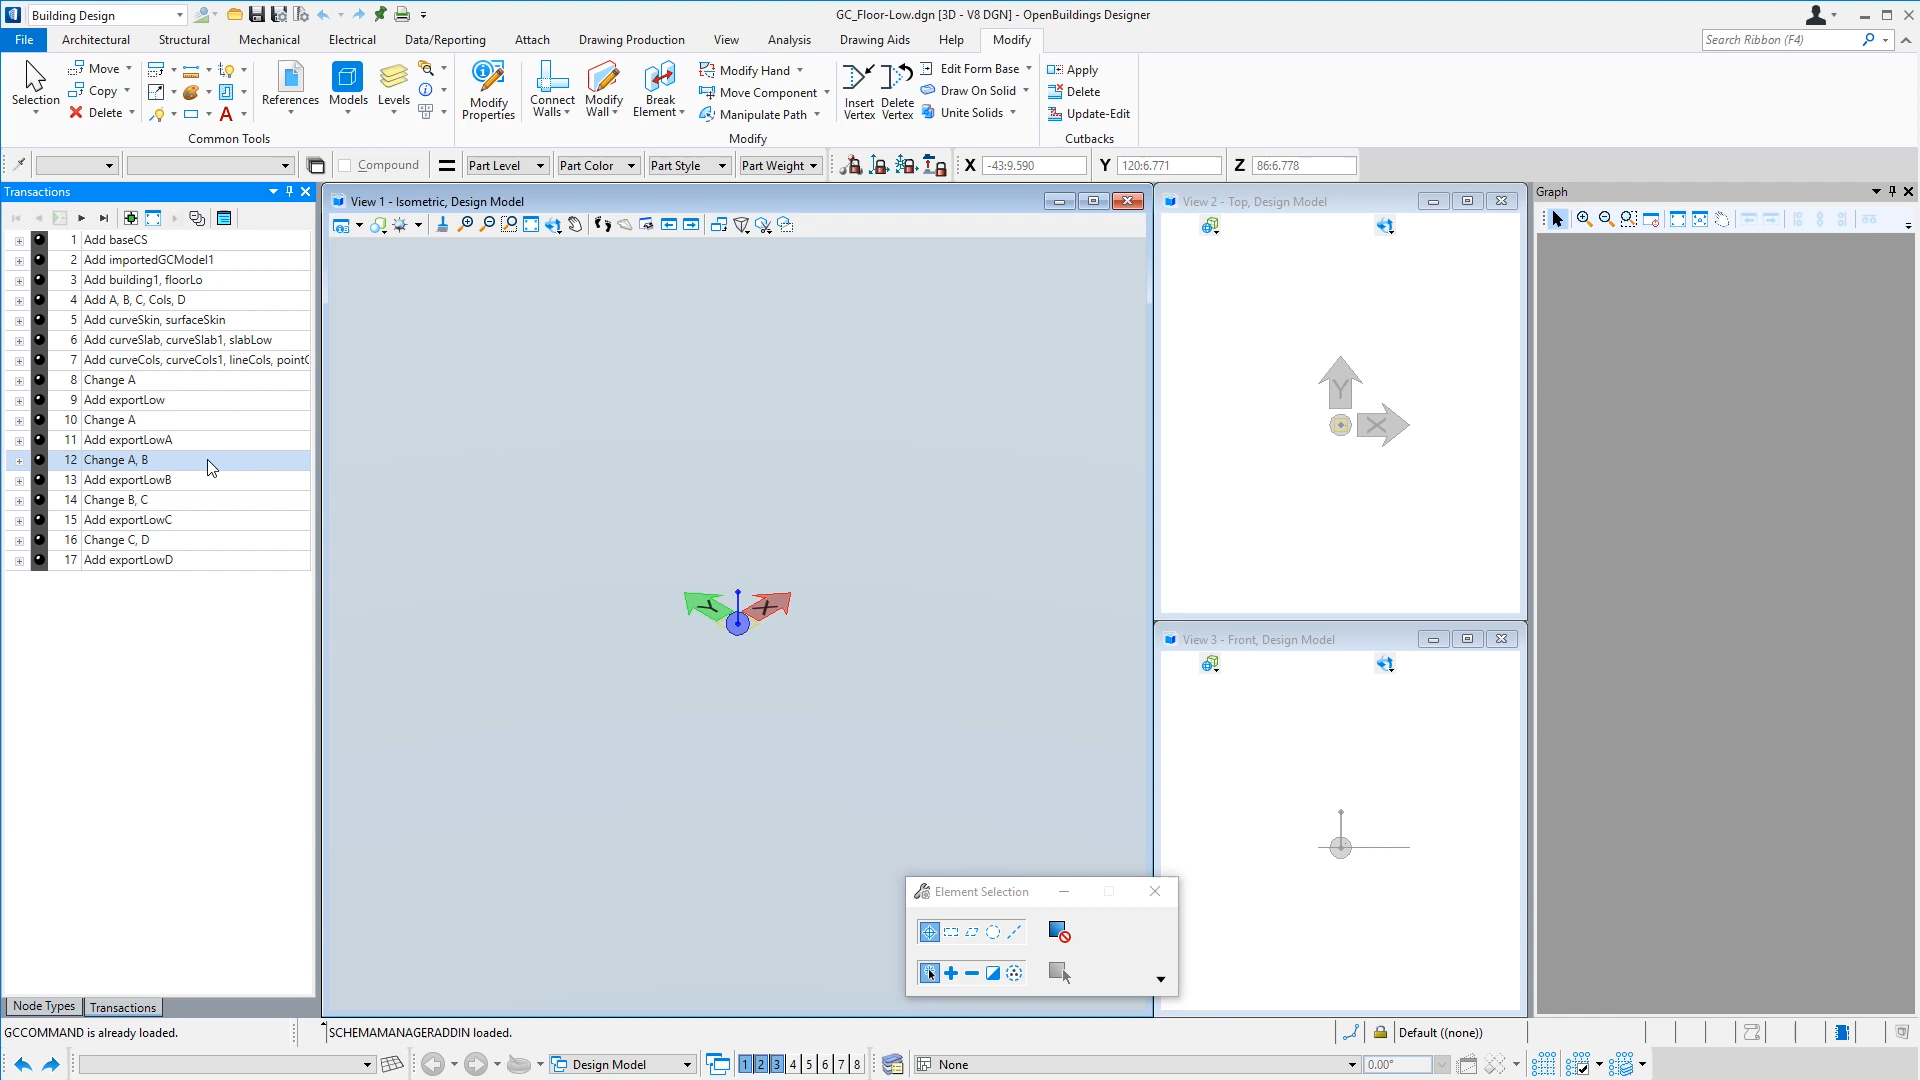 Building Design
GC_Floor-Low.dgn [3D - V8 DGN] - OpenBuildings Designer
File Architectural Structural Mechanical Electrical Data/Reporting Attach Drawing Production View Analysis Drawing Aids Help Modify
Search Ribbon (F4)
Selection
Move
Copy
Delete
References
Models
Levels
Common Tools
Modify Properties
Connect Walls
Modify Wall
Break Element
Modify Hand
Move Component
Manipulate Path
Insert Vertex
Delete Vertex
Edit Form Base
Draw On Solid
Unite Solids
Modify
Apply
Delete
Update-Edit
Cutbacks
Compound
Part Level
Part Color
Part Style
Part Weight
X -43:9.590
Y 120:6.771
Z 86:6.778
Transactions
1 Add baseCS
2 Add importedGCModel1
3 Add building1, floorLo
4 Add A, B, C, Cols, D
5 Add curveSkin, surfaceSkin
6 Add curveSlab, curveSlab1, slabLow
7 Add curveCols, curveCols1, lineCols, point
8 Change A
9 Add exportLow
10 Change A
11 Add exportLowA
12 Change A, B
13 Add exportLowB
14 Change B, C
15 Add exportLowC
16 Change C, D
17 Add exportLowD
Node Types
Transactions
View 1 - Isometric, Design Model
Y X
View 2 - Top, Design Model
Y
X
View 3 - Front, Design Model
Graph
Element Selection
GCCOMMAND is already loaded.
SCHEMAMANAGERADDIN loaded.
Default ((none))
Design Model
1 2 3 4 5 6 7 8
None
0.00°